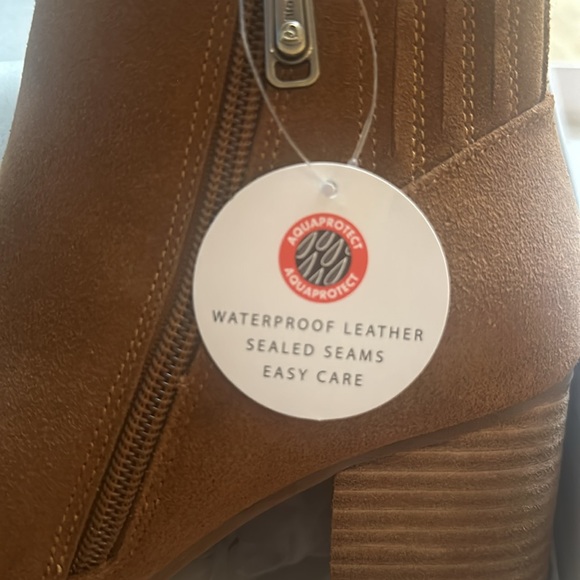 AQUAPROTECT
AQUAPROTECT
WATERPROOF LEATHER
SEALED SEAMS
EASY CARE